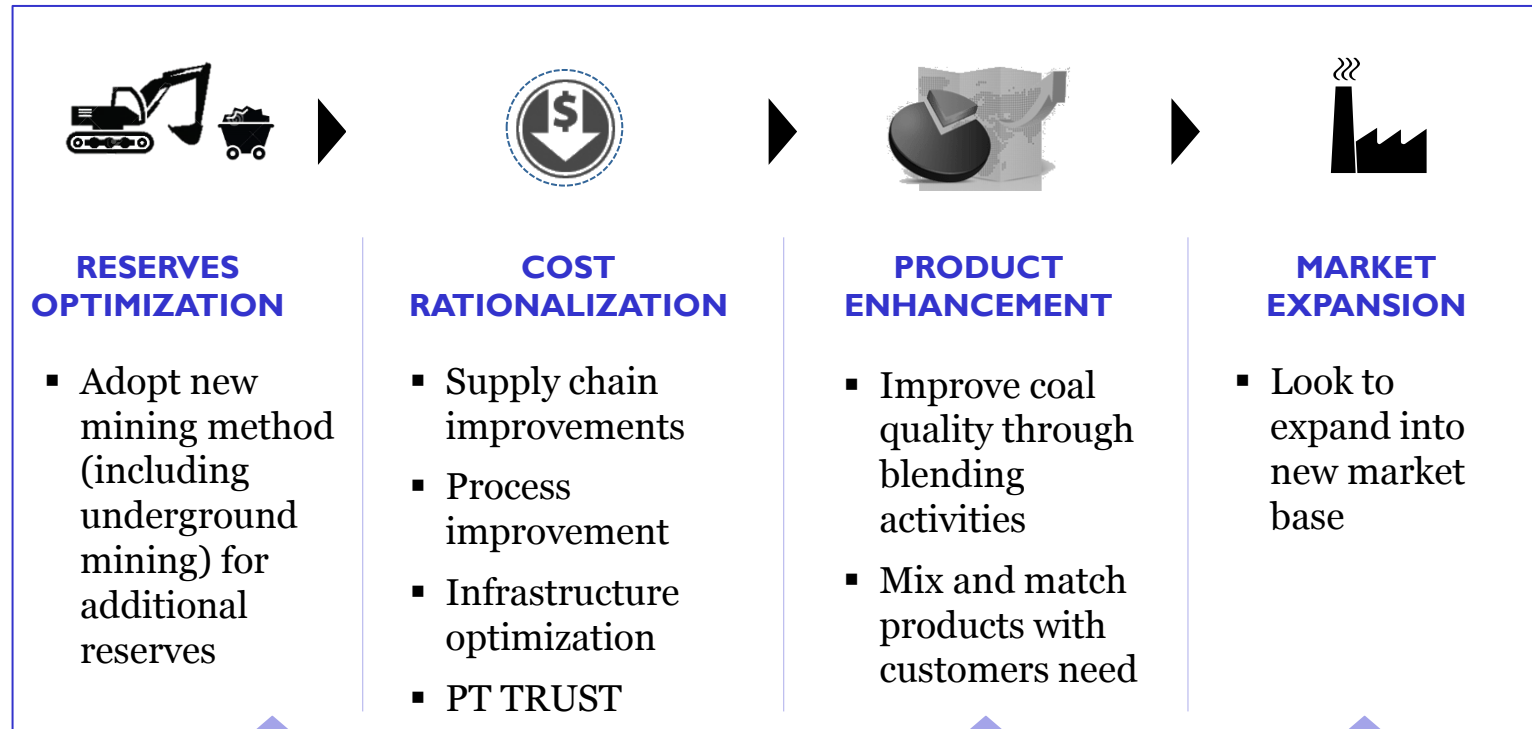 RESERVES
OPTIMIZATION
▪ Adopt new
mining method
(including
underground
mining) for
additional
reserves
COST
RATIONALIZATION
▪ Supply chain
improvements
▪ Process
improvement
▪ Infrastructure
optimization
▪ PT TRUST
PRODUCT
ENHANCEMENT
▪ Improve coal
quality through
blending
activities
▪ Mix and match
products with
customers need
MARKET
EXPANSION
▪ Look to
expand into
new market
base